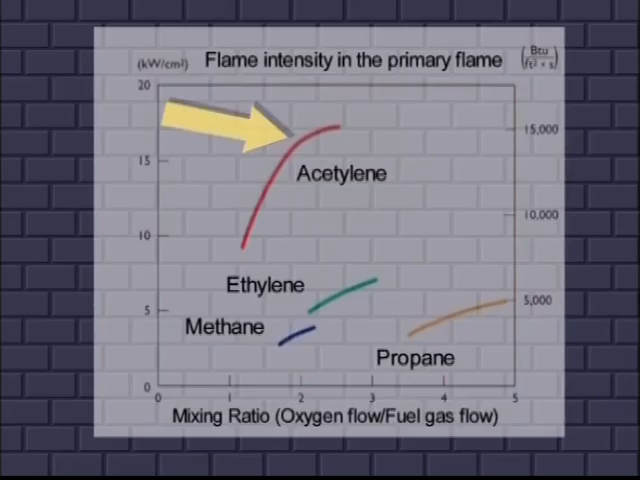 (kW/cm²) Flame intensity in the primary flame (Btu/ft² × s)
20
15,000
15
Acetylene
10,000
10
Ethylene
5,000
5
Methane
Propane
0
0 1 2 3 4 5
Mixing Ratio (Oxygen flow/Fuel gas flow)